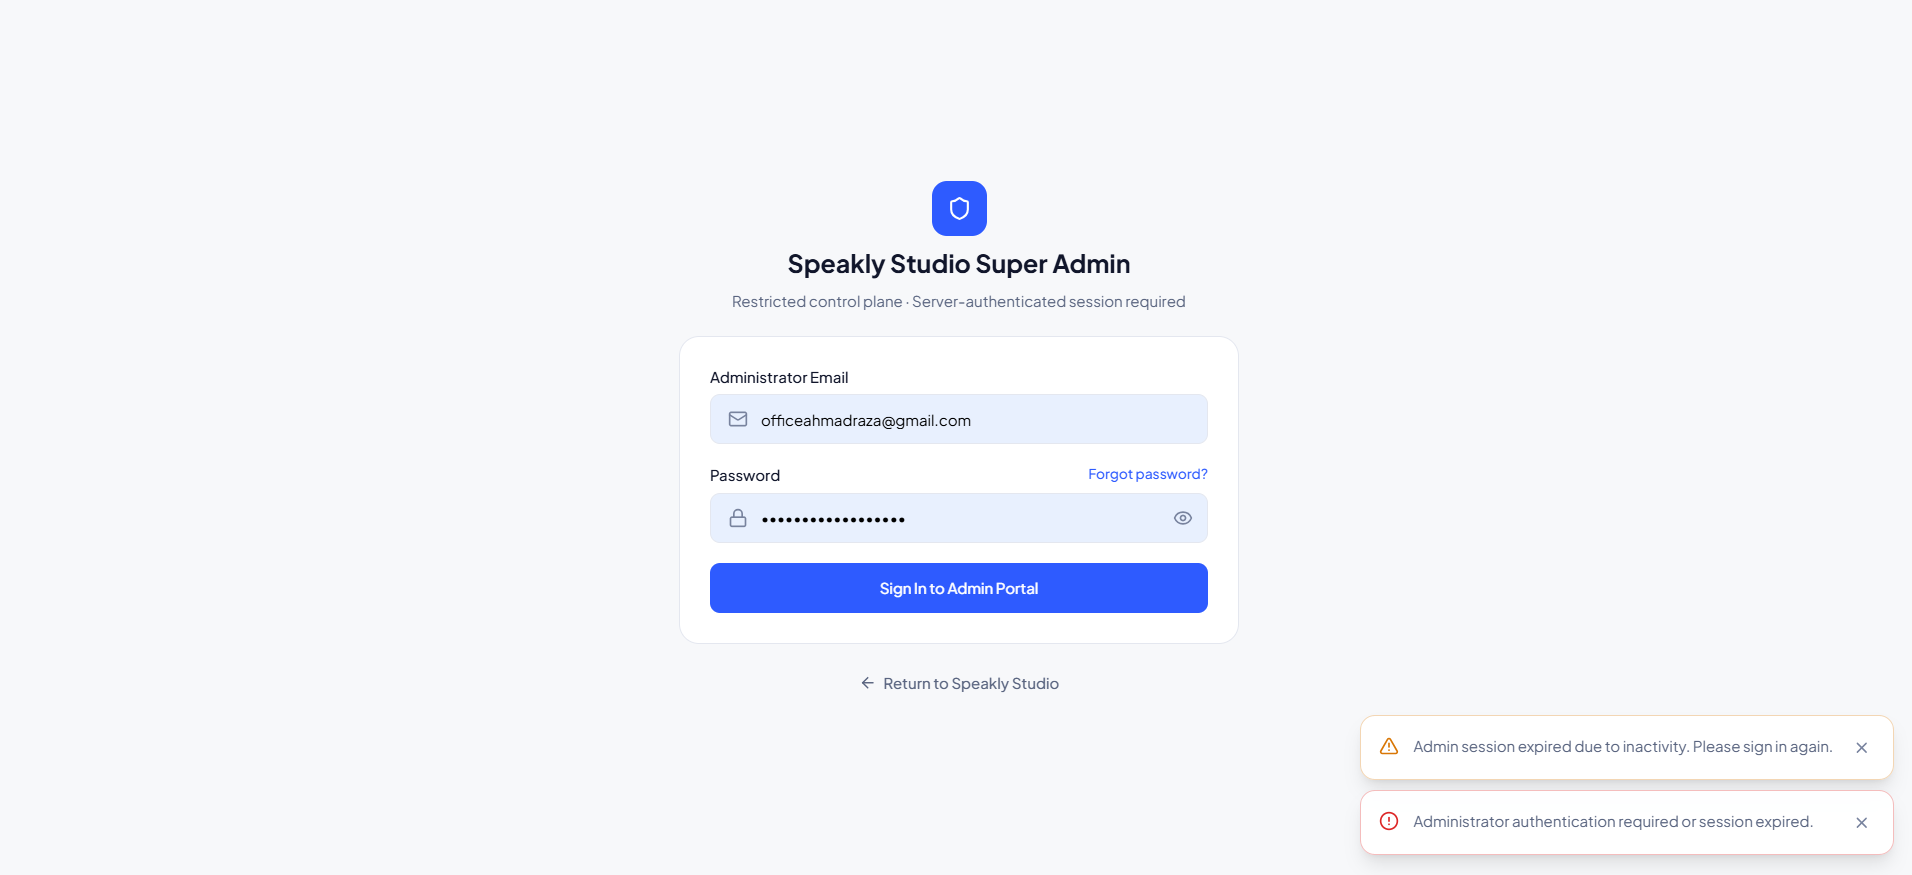 Speakly Studio Super Admin
Restricted control plane · Server-authenticated session required
Administrator Email
officeahmadraza@gmail.com
Password
Forgot password?
••••••••••••••••••
Sign In to Admin Portal
Return to Speakly Studio
Admin session expired due to inactivity. Please sign in again.
Administrator authentication required or session expired.